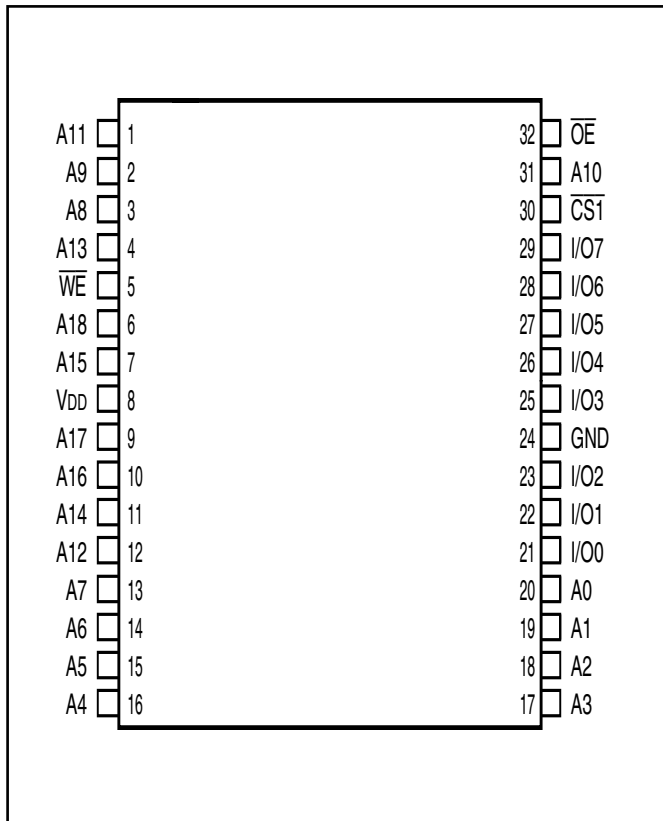 A11 1 32 O̅E̅
A9 2 31 A10
A8 3 30 C̅S̅1̅
A13 4 29 I/O7
W̅E̅ 5 28 I/O6
A18 6 27 I/O5
A15 7 26 I/O4
VDD 8 25 I/O3
A17 9 24 GND
A16 10 23 I/O2
A14 11 22 I/O1
A12 12 21 I/O0
A7 13 20 A0
A6 14 19 A1
A5 15 18 A2
A4 16 17 A3